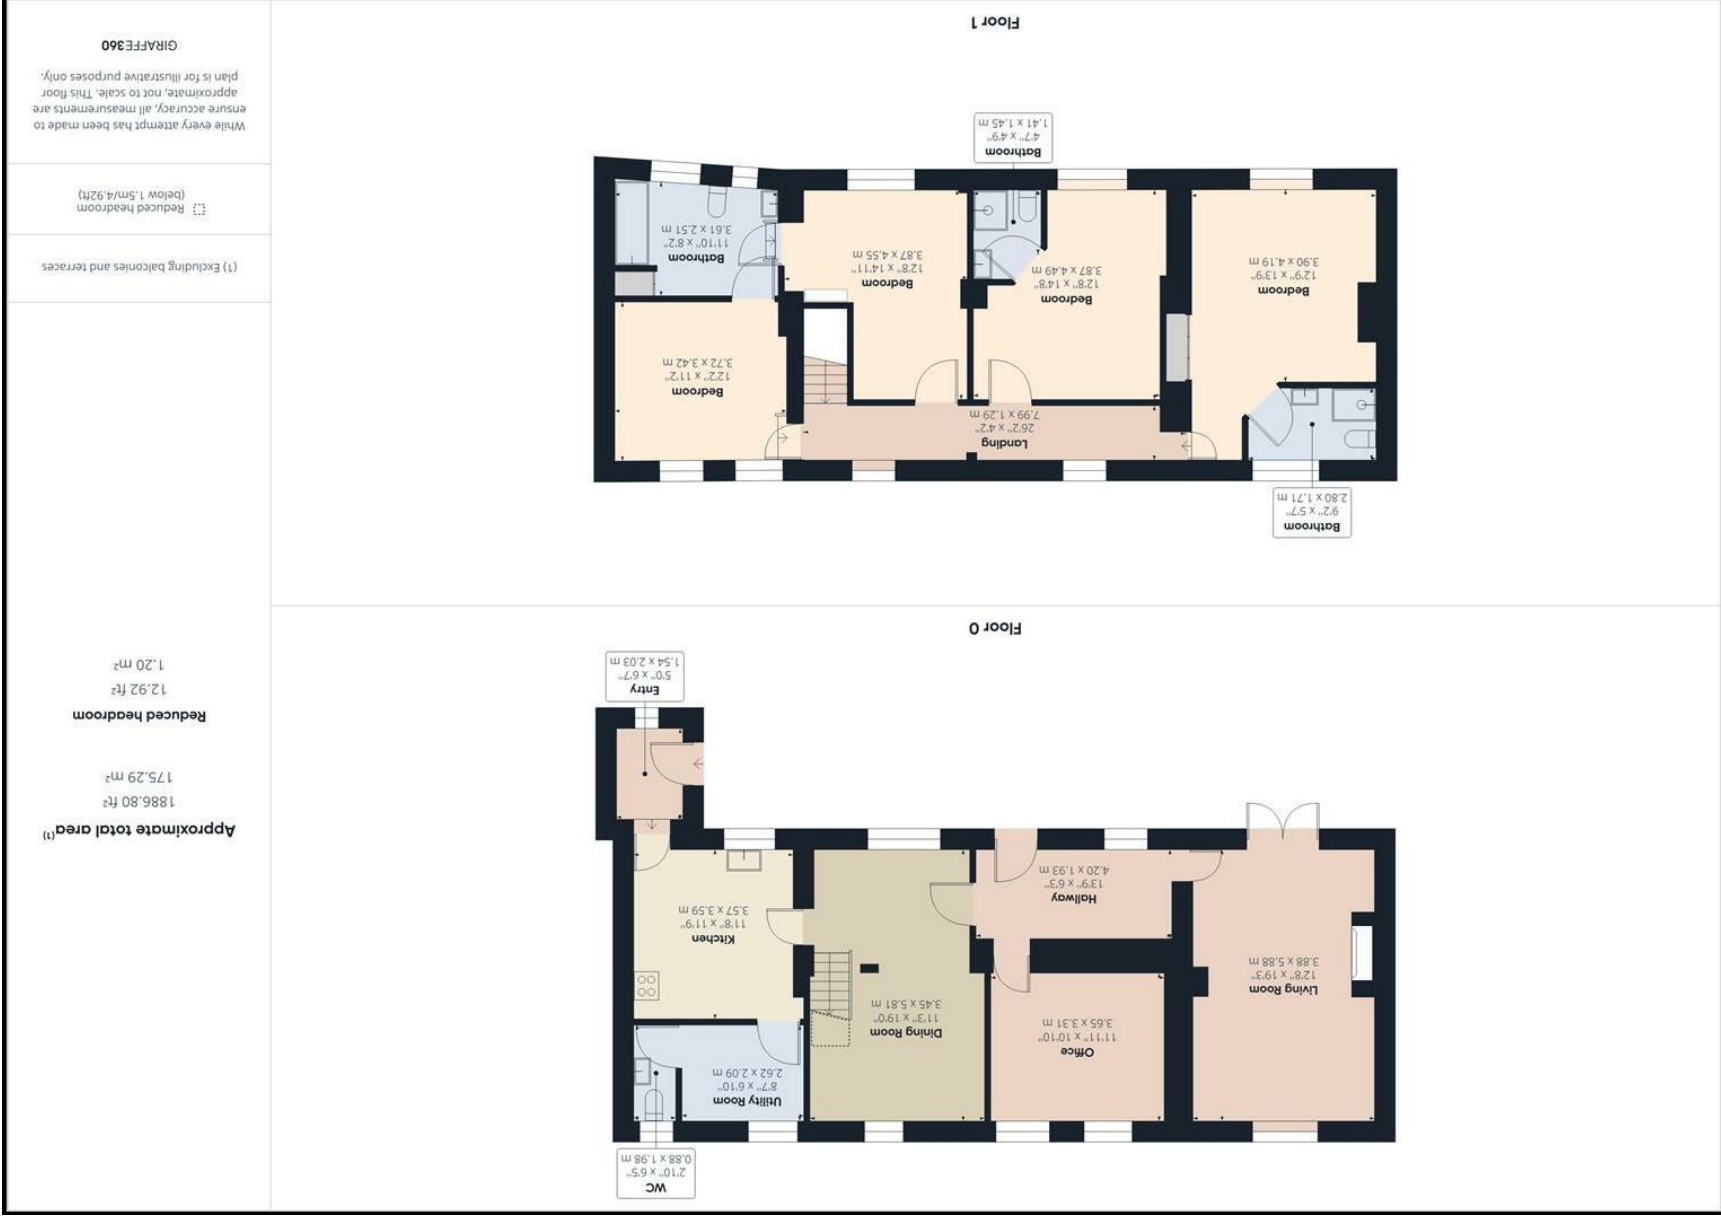 WC
2'10" x 6'5"
0.88 x 1.98 m
Utility Room
8'7" x 6'10"
2.62 x 2.09 m
Office
11'11" x 10'10"
3.65 x 3.31 m
Dining Room
11'3" x 19'0"
3.45 x 5.81 m
Living Room
12'8" x 19'3"
3.88 x 5.88 m
Kitchen
11'8" x 11'9"
3.57 x 3.59 m
Hallway
13'9" x 6'3"
4.20 x 1.93 m
Entry
5'0" x 6'7"
1.54 x 2.03 m
Floor 0
Bathroom
9'2" x 5'7"
2.80 x 1.71 m
Landing
26'2" x 4'2"
7.99 x 1.29 m
Bedroom
12'2" x 11'2"
3.72 x 3.42 m
Bedroom
12'9" x 13'9"
3.90 x 4.19 m
Bedroom
12'8" x 14'8"
3.87 x 4.49 m
Bedroom
12'8" x 14'11"
3.87 x 4.55 m
Bathroom
11'10" x 8'2"
3.61 x 2.51 m
Bathroom
4'7" x 4'9"
1.41 x 1.45 m
Floor 1
Approximate total area(1)
1886.80 ft²
175.29 m²
Reduced headroom
12.92 ft²
1.20 m²
(1) Excluding balconies and terraces
Reduced headroom
(below 1.5m/4.92ft)
While every attempt has been made to
ensure accuracy, all measurements are
approximate, not to scale. This floor
plan is for illustrative purposes only.
GIRAFFE360